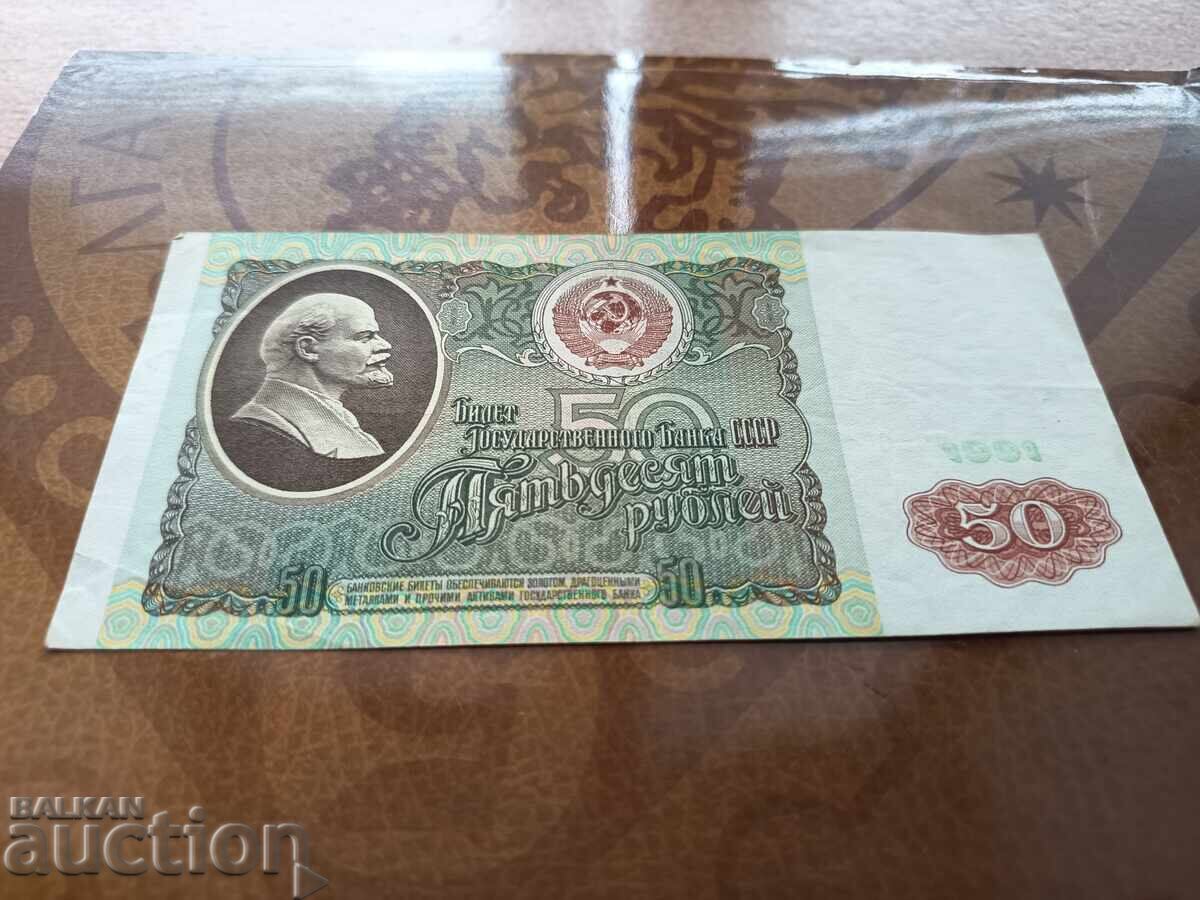 ЛГА
Билет
Государственного Банка СССР
50
Пятьдесят
рублей
50
БАНКОВСКИЕ БИЛЕТЫ ОБЕСПЕЧИВАЮТСЯ ЗОЛОТОМ, ДРАГОЦЕННЫМИ
МЕТАЛЛАМИ И ПРОЧИМИ АКТИВАМИ ГОСУДАРСТВЕННОГО БАНКА
50
1991
50
BALKAN
auction